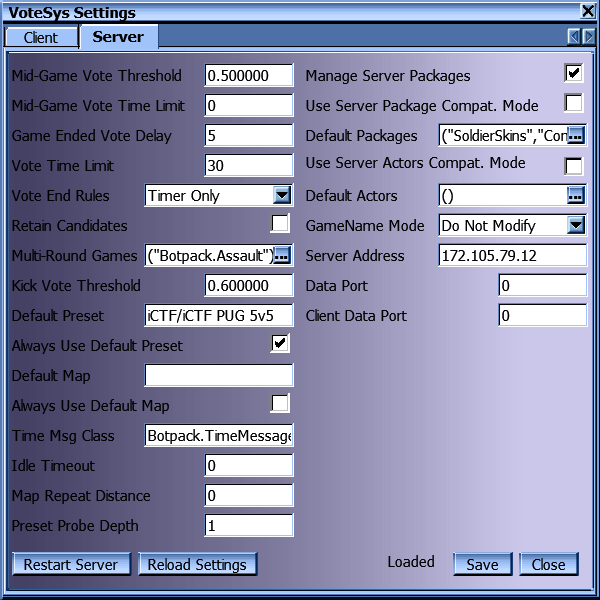 VoteSys Settings
Client
Server
Mid-Game Vote Threshold 0.500000
Mid-Game Vote Time Limit 0
Game Ended Vote Delay 5
Vote Time Limit 30
Vote End Rules Timer Only
Retain Candidates
Multi-Round Games ("Botpack.Assault") ...
Kick Vote Threshold 0.600000
Default Preset iCTF/iCTF PUG 5v5
Always Use Default Preset
Default Map
Always Use Default Map
Time Msg Class Botpack.TimeMessage
Idle Timeout 0
Map Repeat Distance 0
Preset Probe Depth 1
Manage Server Packages
Use Server Package Compat. Mode
Default Packages ("SoldierSkins","Con ...
Use Server Actors Compat. Mode
Default Actors () ...
GameName Mode Do Not Modify
Server Address 172.105.79.12
Data Port 0
Client Data Port 0
Restart Server
Reload Settings
Loaded
Save
Close